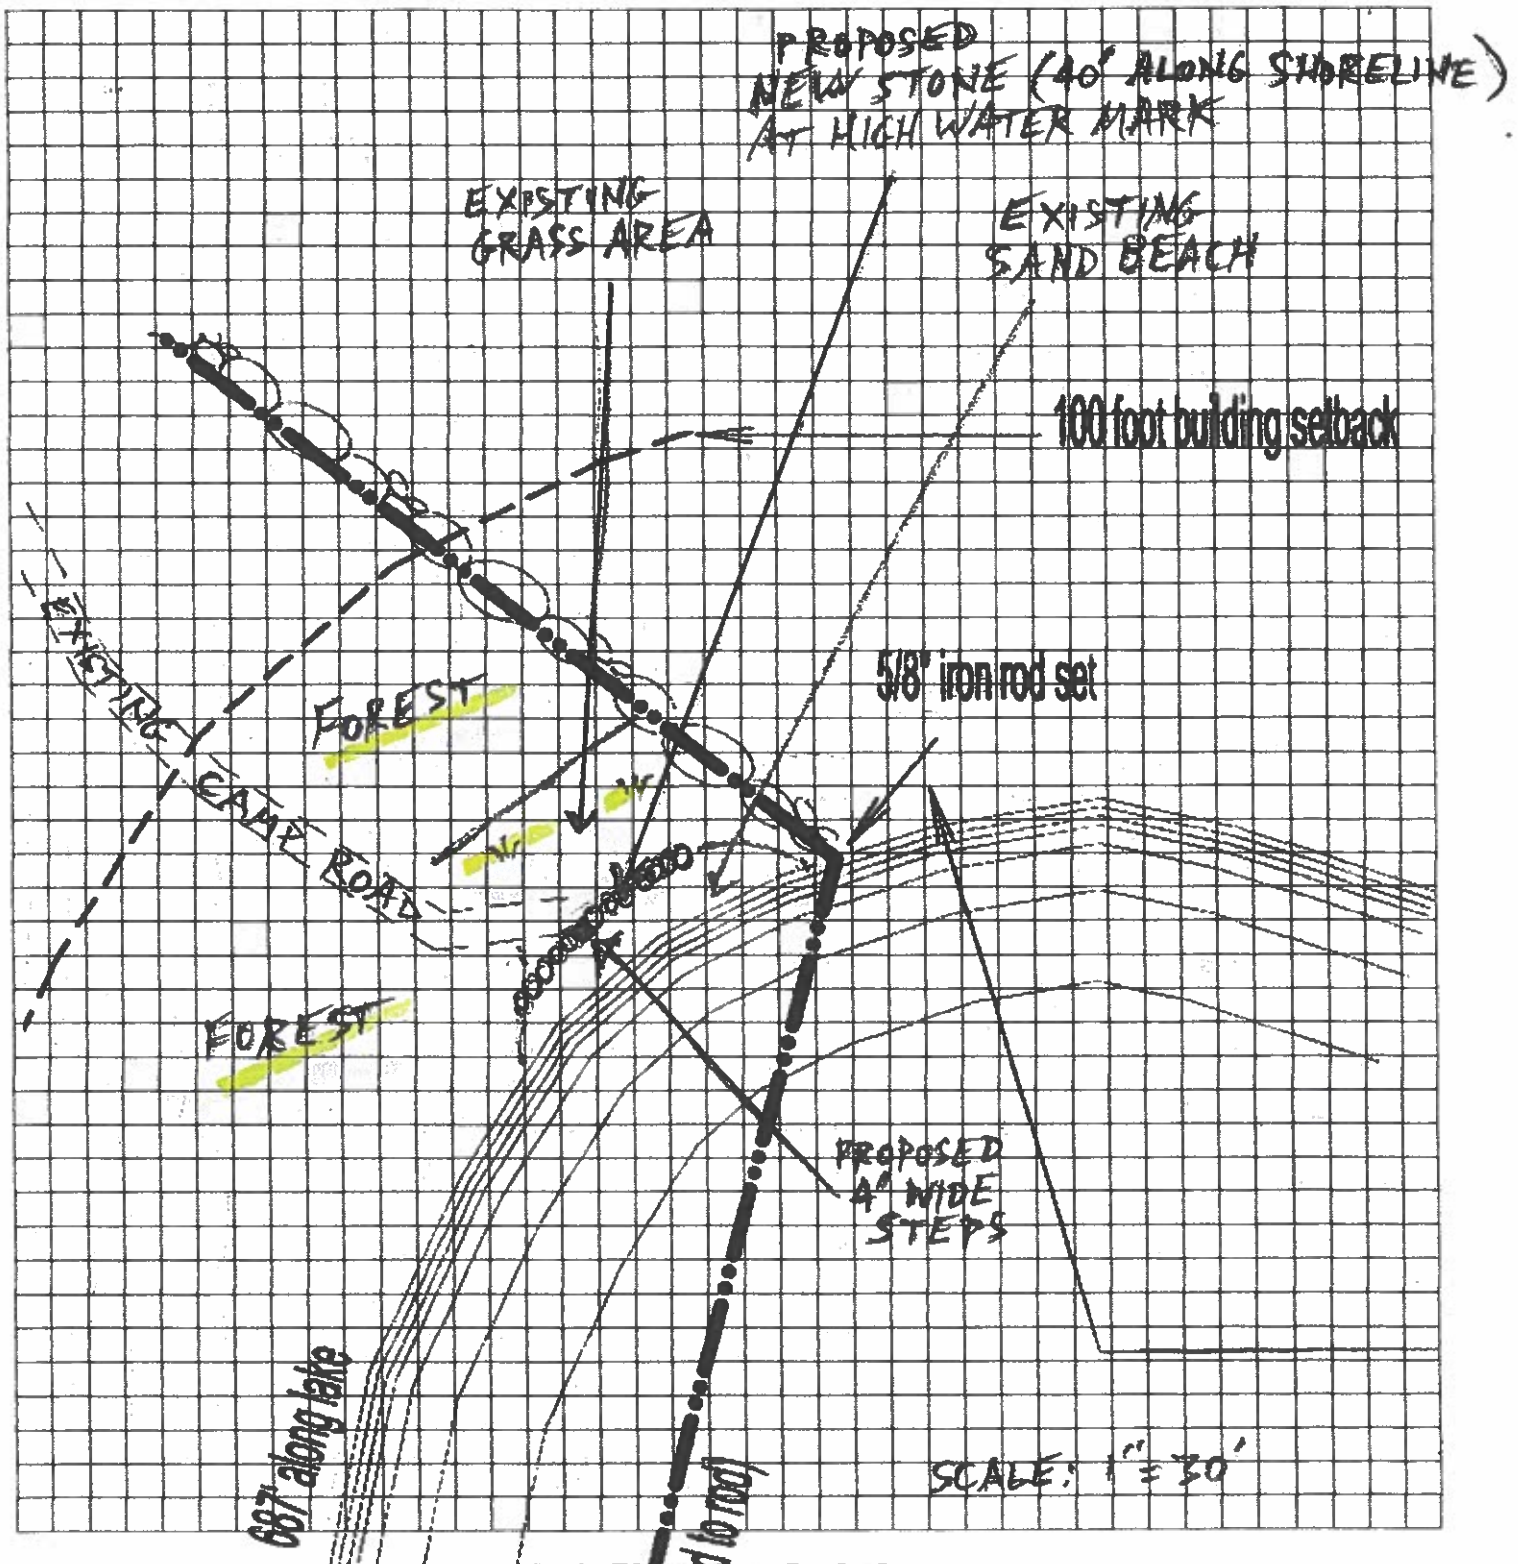 PROPOSED
NEW STONE (40' ALONG SHORELINE)
AT HIGH WATER MARK
EXISTING
GRASS AREA
EXISTING
SAND BEACH
100 foot building setback
5/8" iron rod set
EXISTING CAMP ROAD
FOREST
FOREST
PROPOSED
4' WIDE
STEPS
687' along lake
to rod)
SCALE: 1" = 30'